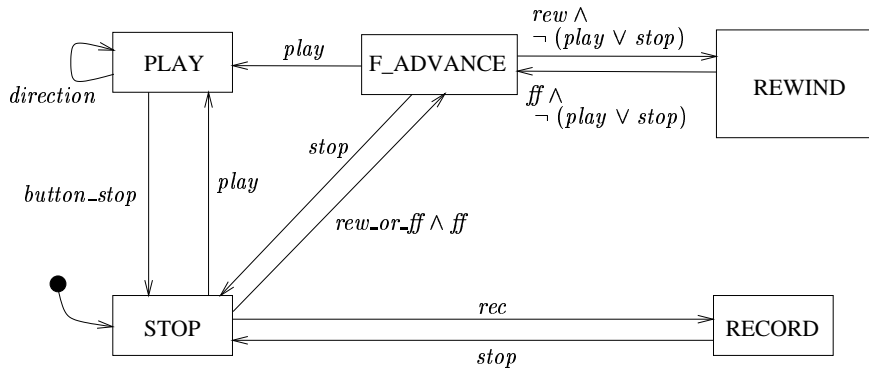 rew ∧
¬ (play ∨ stop)
PLAY
play
F_ADVANCE
REWIND
direction
ff ∧
¬ (play ∨ stop)
stop
button_stop
play
rew_or_ff ∧ ff
STOP
rec
RECORD
stop